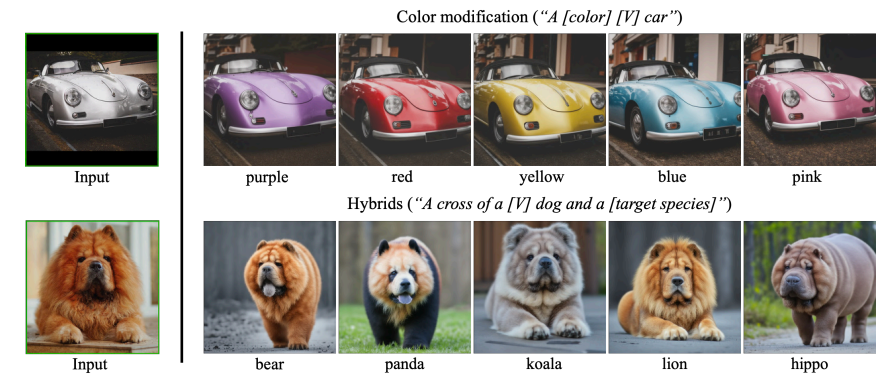 Color modification (“A [color] [V] car”)
Input
purple
red
yellow
blue
pink
Hybrids (“A cross of a [V] dog and a [target species]”)
Input
bear
panda
koala
lion
hippo